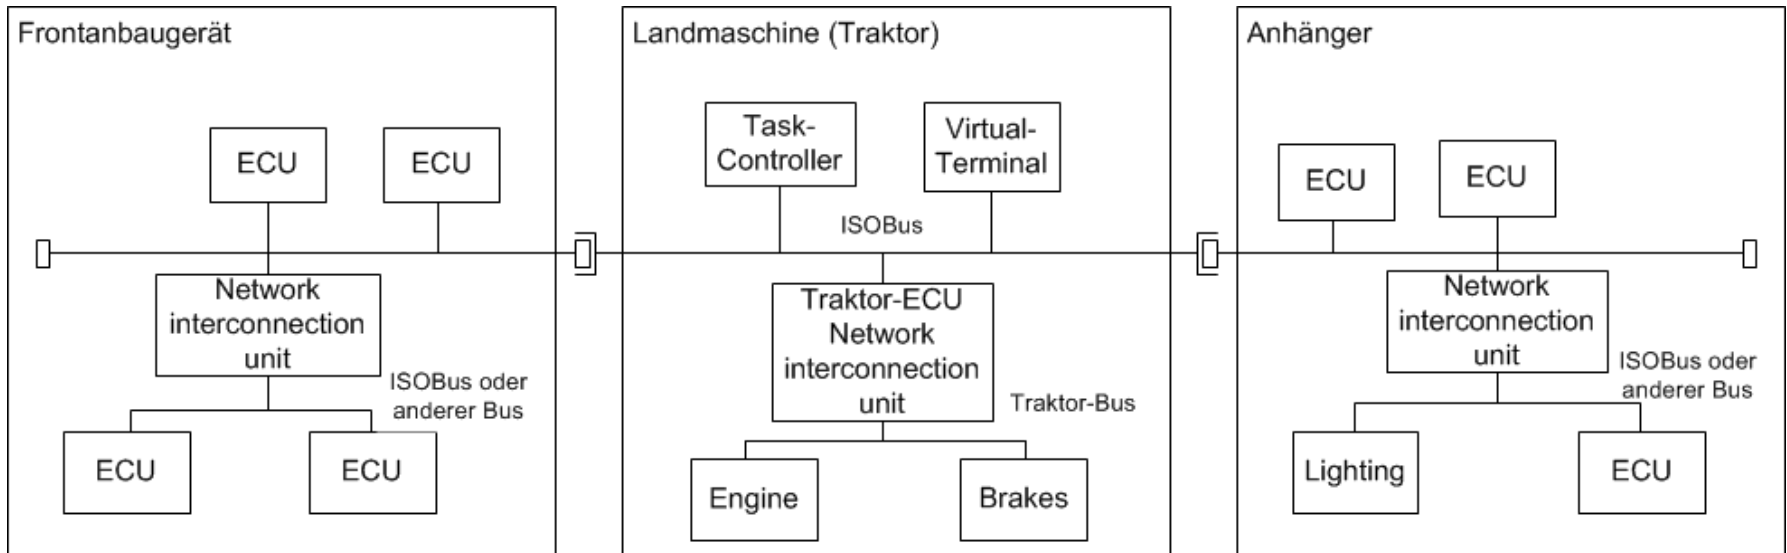 Frontanbaugerät
ECU
ECU
Network
interconnection
unit
ISOBus oder
anderer Bus
ECU
ECU
Landmaschine (Traktor)
Task-
Controller
Virtual-
Terminal
ISOBus
Traktor-ECU
Network
interconnection
unit
Traktor-Bus
Engine
Brakes
Anhänger
ECU
ECU
Network
interconnection
unit
ISOBus oder
anderer Bus
Lighting
ECU